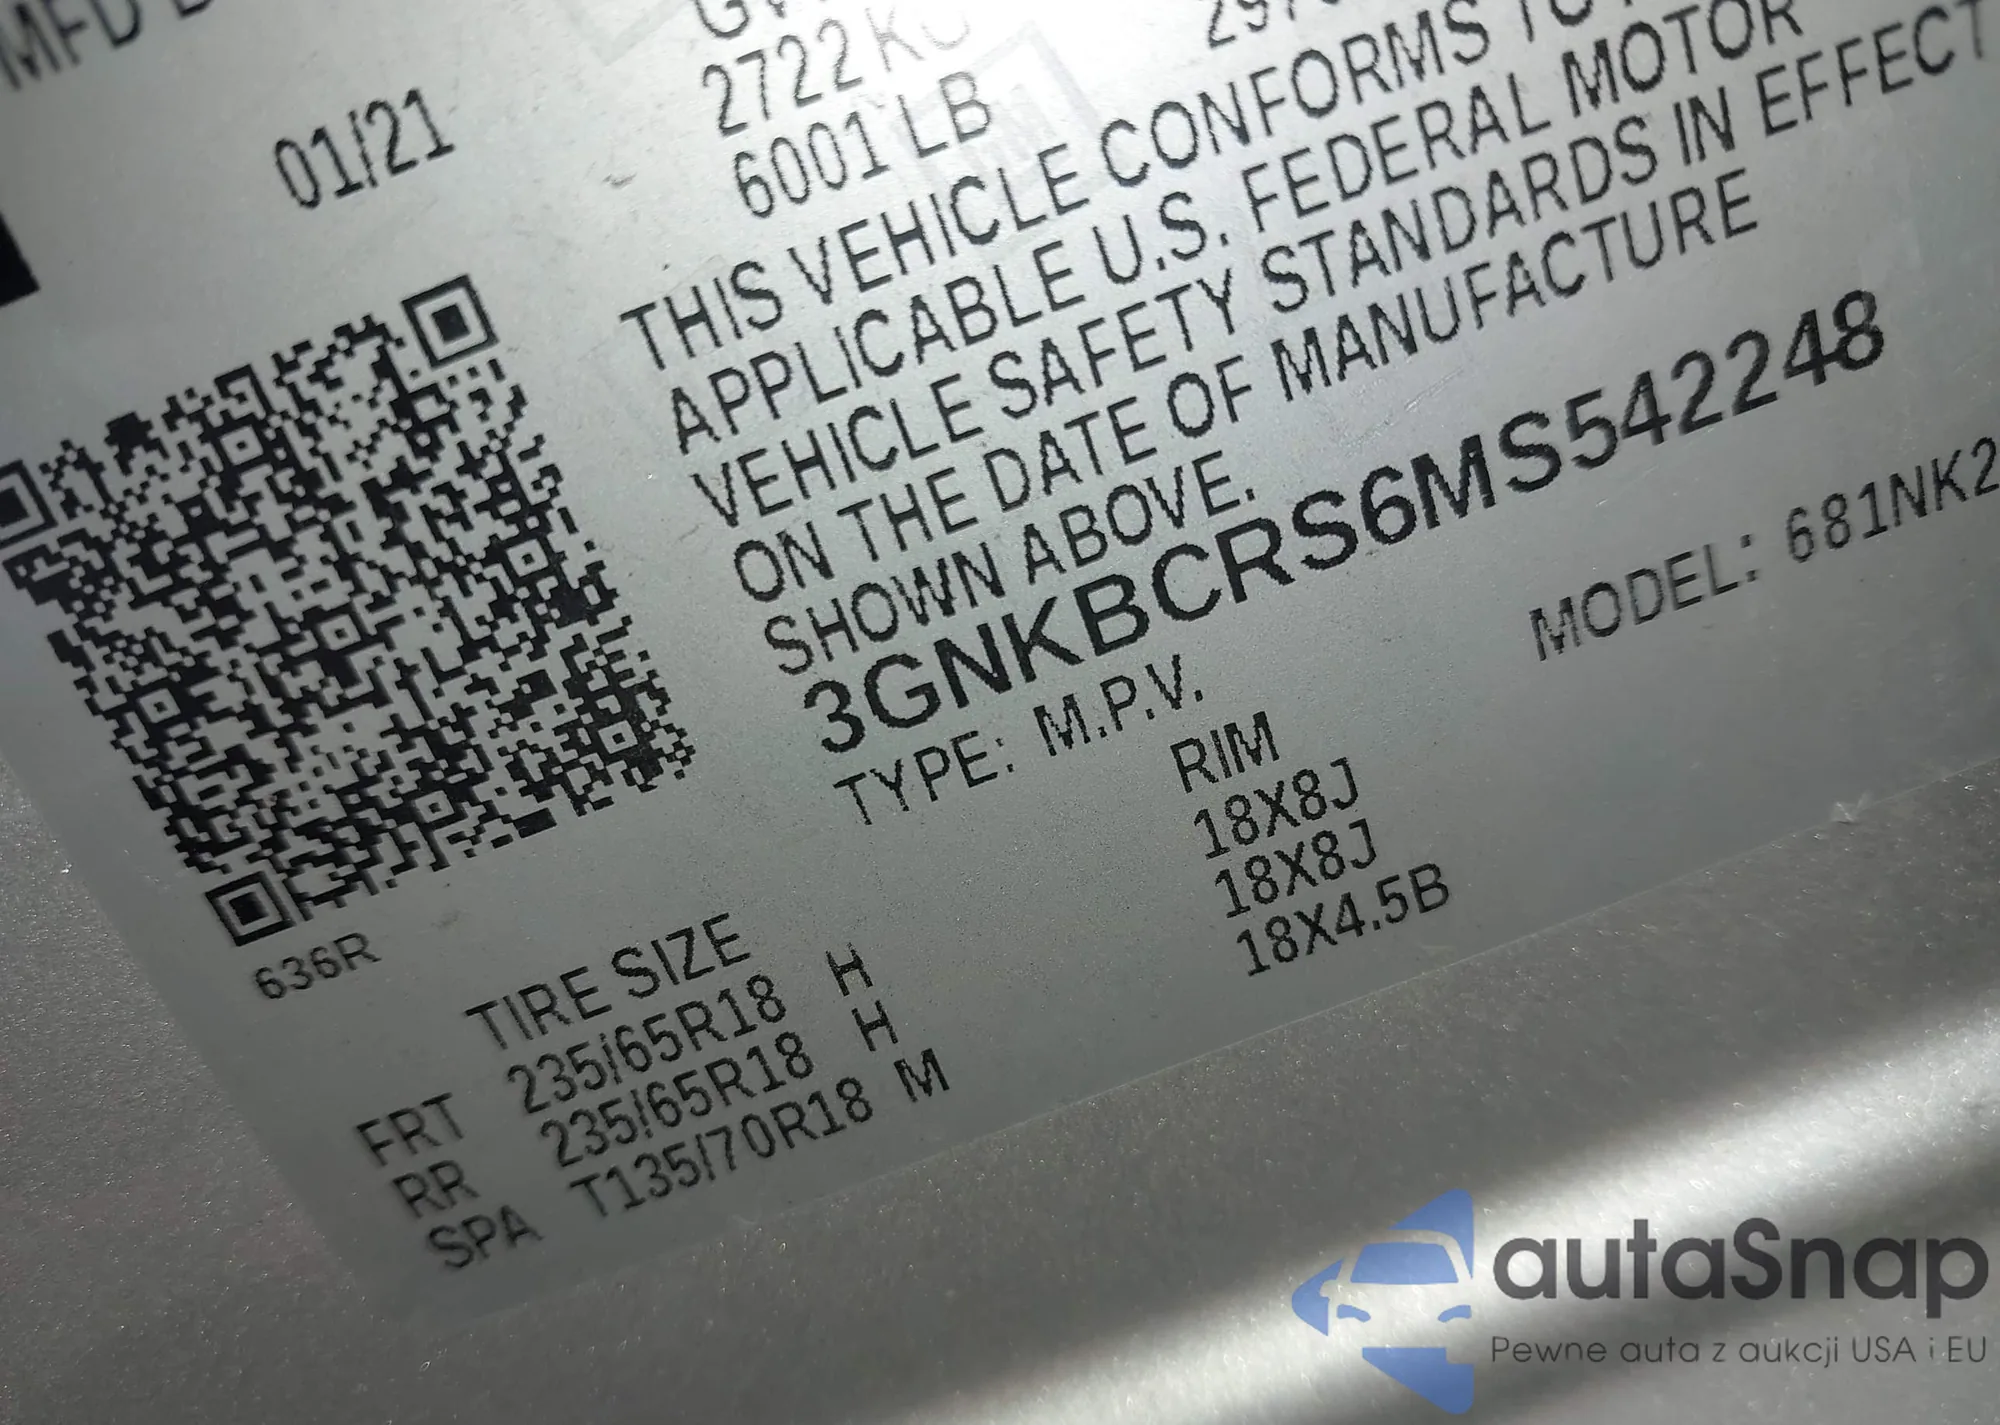 01/21
2722 KG
6001 LB
THIS VEHICLE CONFORMS TO
APPLICABLE U.S. FEDERAL MOTOR
VEHICLE SAFETY STANDARDS IN EFFECT
ON THE DATE OF MANUFACTURE
SHOWN ABOVE.
3GNKBCRS6MS542248
TYPE: M.P.V.
MODEL: 681NK2
636R
TIRE SIZE RIM
FRT 235/65R18 H 18X8J
RR 235/65R18 H 18X8J
SPA T135/70R18 M 18X4.5B
autaSnap
Pewne auta z aukcji USA i EU